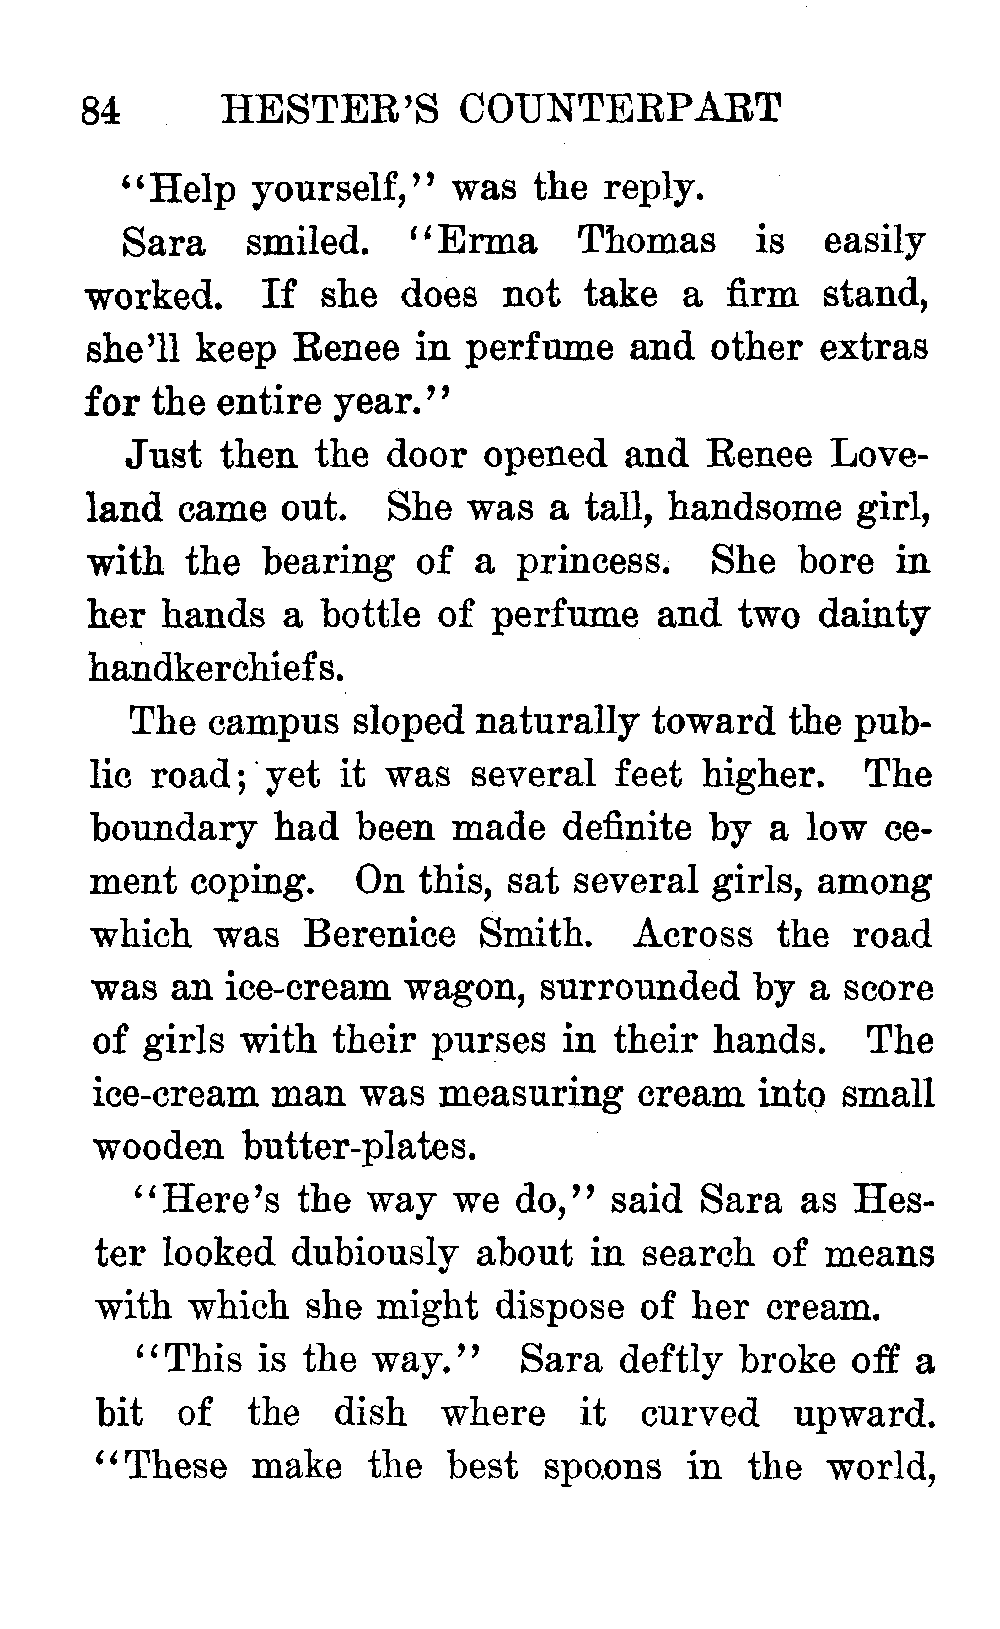 84 HESTER'S COUNTERPART
"Help yourself," was the reply.
Sara smiled. "Erma Thomas is easily
worked. If she does not take a firm stand,
she'll keep Renee in perfume and other extras
for the entire year."
Just then the door opened and Renee Love-
land came out. She was a tall, handsome girl,
with the bearing of a princess. She bore in
her hands a bottle of perfume and two dainty
handkerchiefs.
The campus sloped naturally toward the pub-
lic road; yet it was several feet higher. The
boundary had been made definite by a low ce-
ment coping. On this, sat several girls, among
which was Berenice Smith. Across the road
was an ice-cream wagon, surrounded by a score
of girls with their purses in their hands. The
ice-cream man was measuring cream into small
wooden butter-plates.
"Here's the way we do," said Sara as Hes-
ter looked dubiously about in search of means
with which she might dispose of her cream.
"This is the way." Sara deftly broke off a
bit of the dish where it curved upward.
"These make the best spoons in the world,